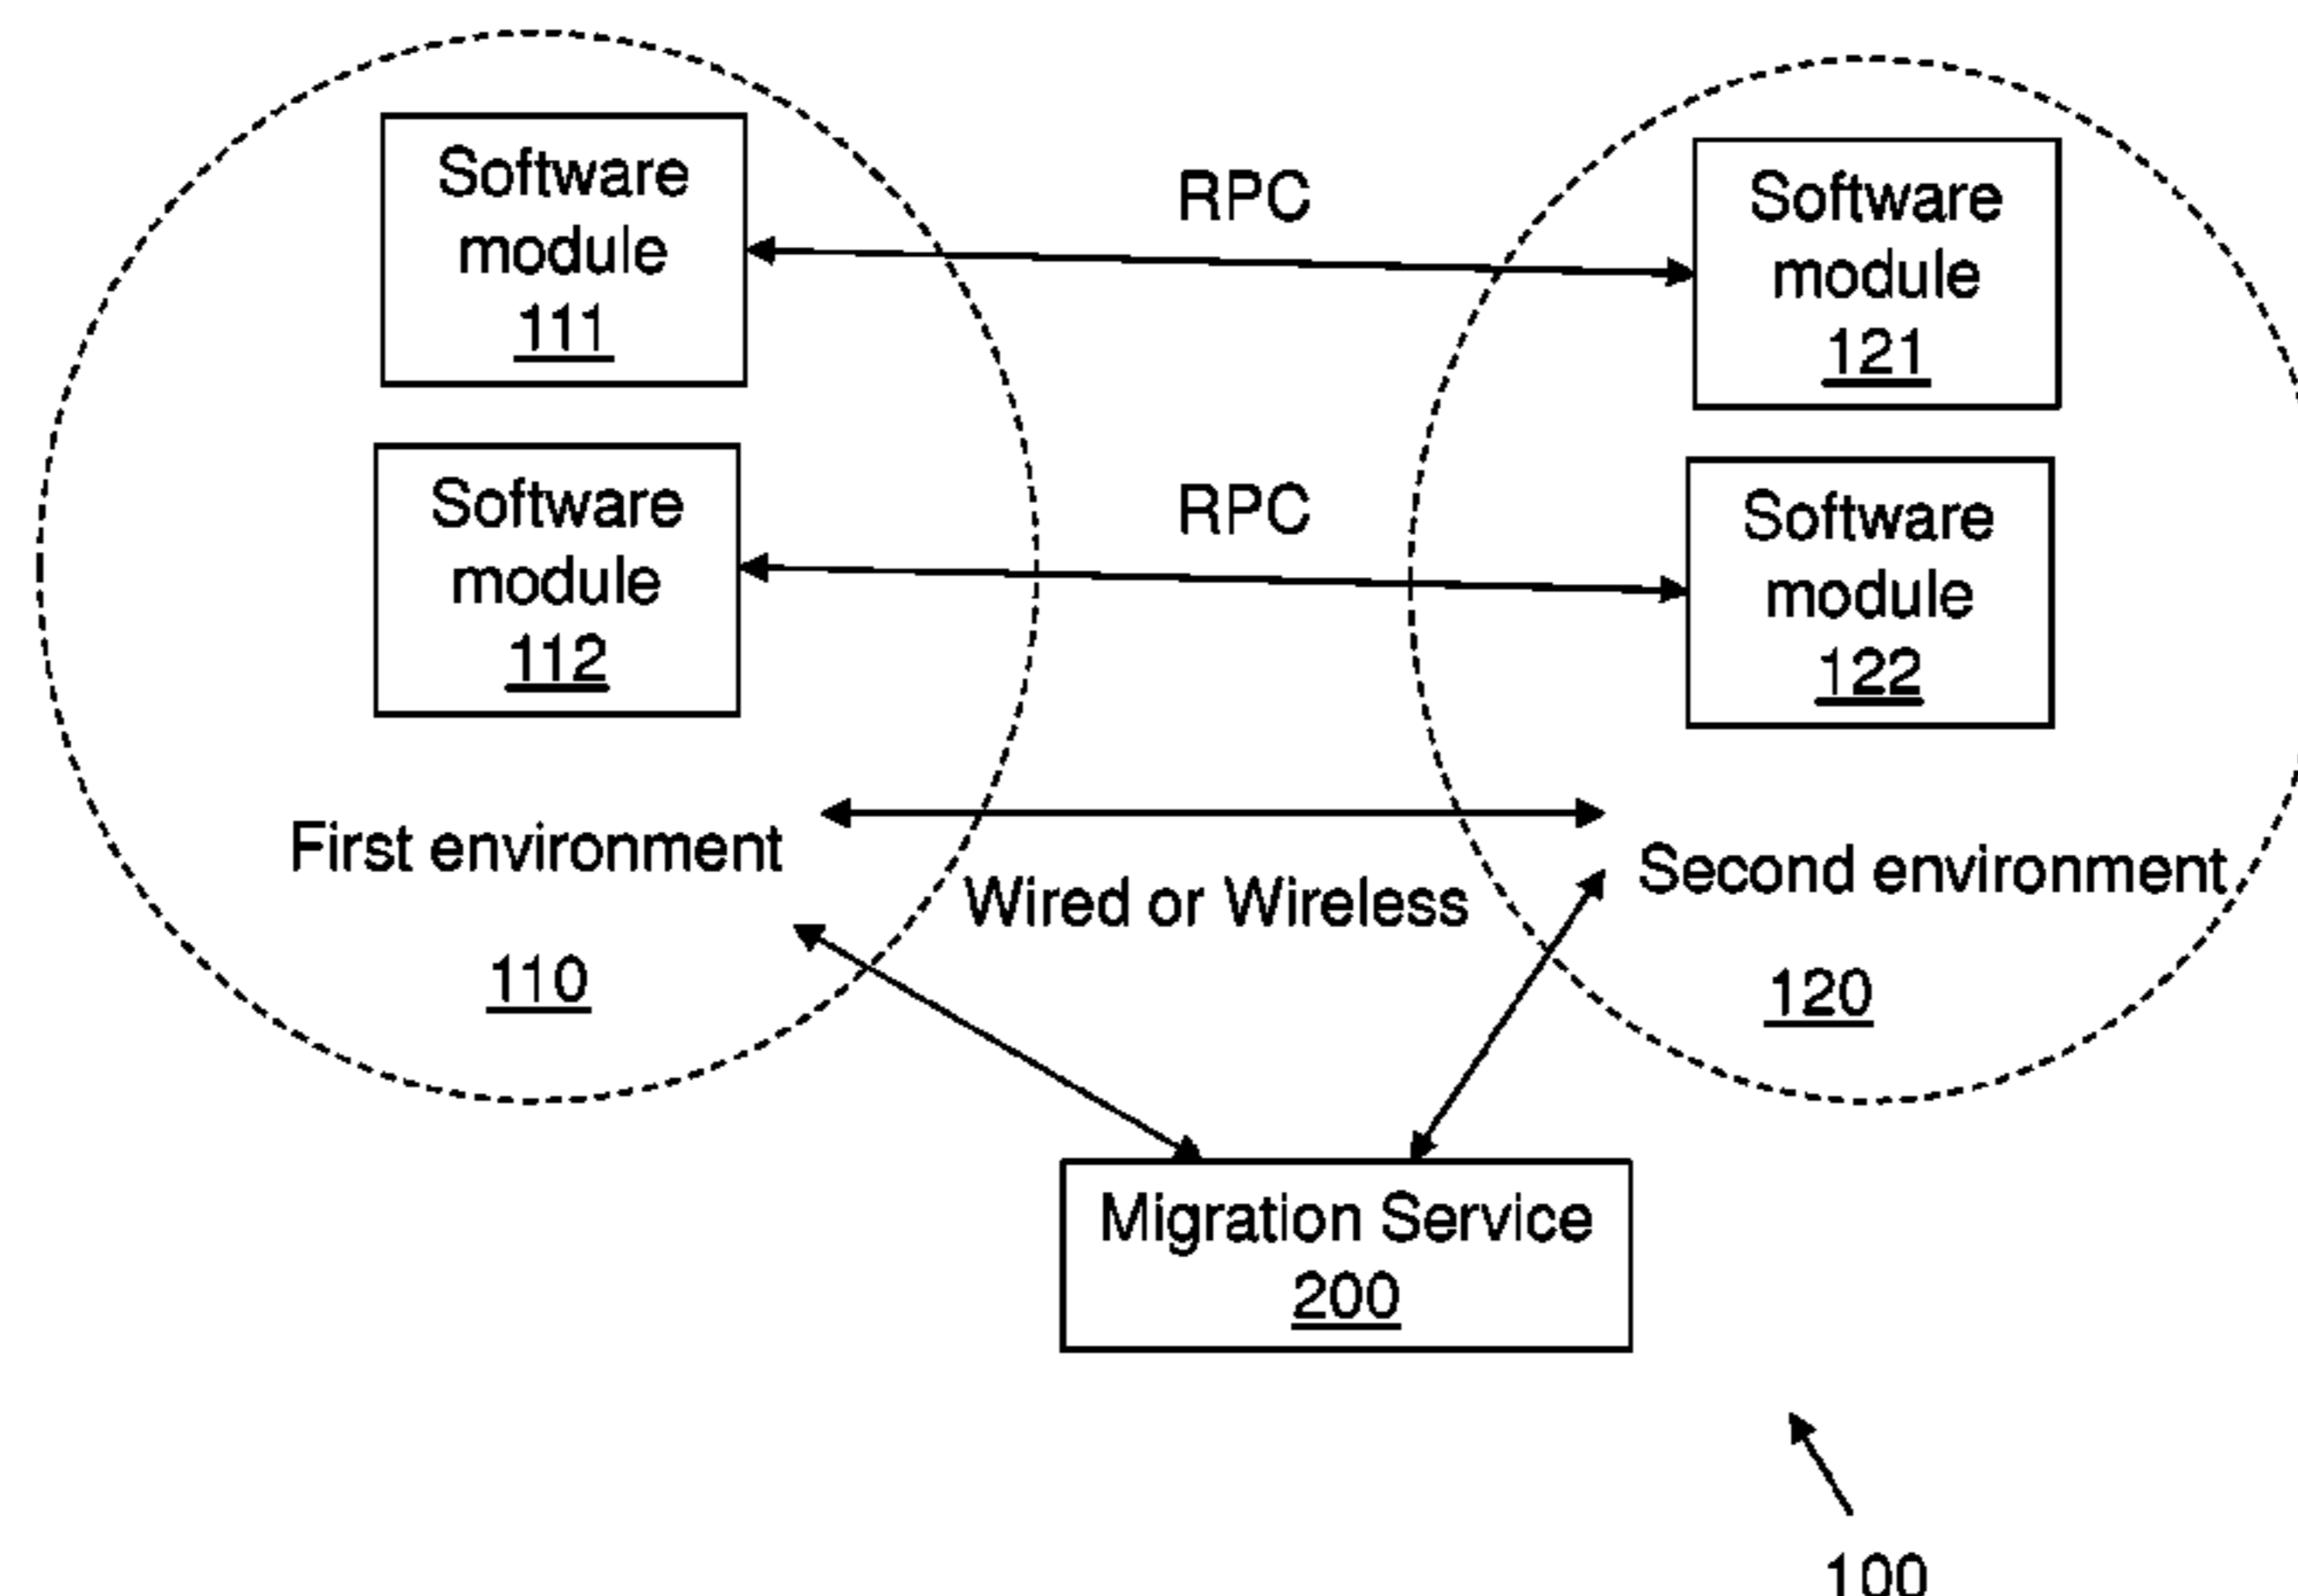 Software
module
111
RPC
Software
module
121
Software
module
112
RPC
Software
module
122
First environment
110
Wired or Wireless
Second environment
120
Migration Service
200
100